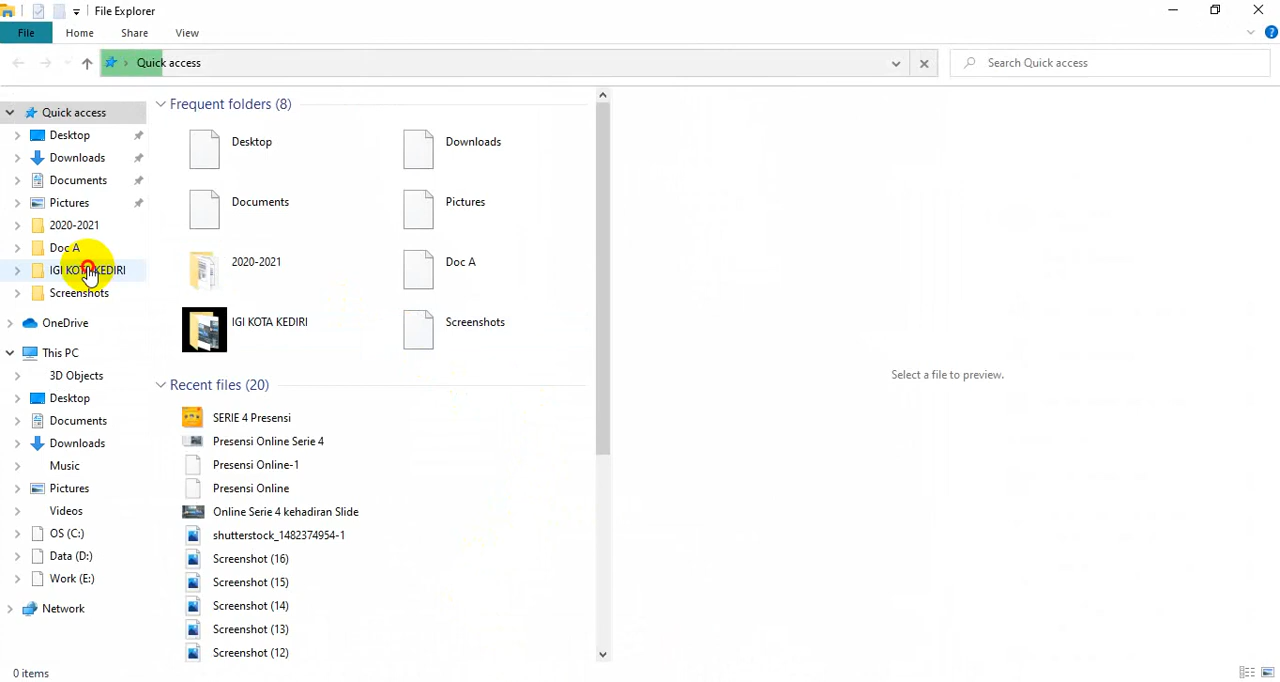 File Explorer
File Home Share View
Quick access
Search Quick access
Quick access
Desktop
Downloads
Documents
Pictures
2020-2021
Doc A
IGI KOTA KEDIRI
Screenshots
OneDrive
This PC
3D Objects
Desktop
Documents
Downloads
Music
Pictures
Videos
OS (C:)
Data (D:)
Work (E:)
Network
Frequent folders (8)
Desktop
Downloads
Documents
Pictures
2020-2021
Doc A
IGI KOTA KEDIRI
Screenshots
Recent files (20)
SERIE 4 Presensi
Presensi Online Serie 4
Presensi Online-1
Presensi Online
Online Serie 4 kehadiran Slide
shutterstock_1482374954-1
Screenshot (16)
Screenshot (15)
Screenshot (14)
Screenshot (13)
Screenshot (12)
Select a file to preview.
0 items